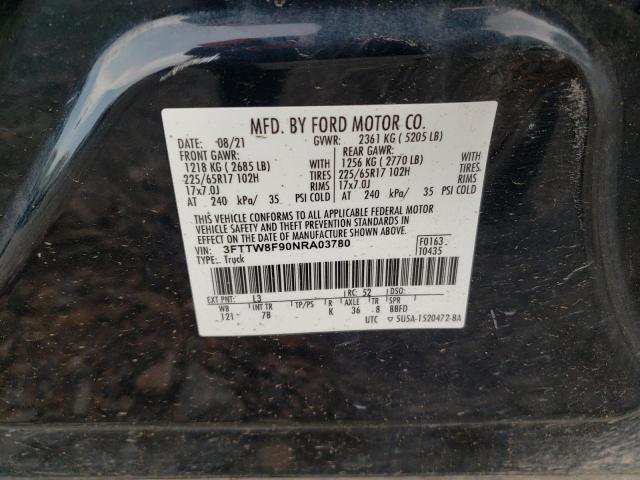 MFD. BY FORD MOTOR CO.
DATE: 08/21 GVWR: 2361 KG ( 5205 LB)
FRONT GAWR: REAR GAWR:
1218 KG ( 2685 LB) WITH 1256 KG ( 2770 LB) WITH
225/65R17 102H TIRES 225/65R17 102H TIRES
17x7.0J RIMS 17x7.0J RIMS
AT 240 kPa/ 35 PSI COLD AT 240 kPa/ 35 PSI COLD
THIS VEHICLE CONFORMS TO ALL APPLICABLE FEDERAL MOTOR
VEHICLE SAFETY AND THEFT PREVENTION STANDARDS IN
EFFECT ON THE DATE OF MANUFACTURE SHOWN ABOVE.
VIN: 3FTTW8F90NRA03780 F0163
TYPE: Truck T0435
EXT PNT: L3 RC: 52 DSO:
WB TP/PS R AXLE TR SPR
121 7B K 36 8 BBFD
UTC ▽ 5U5A-1520472-BA